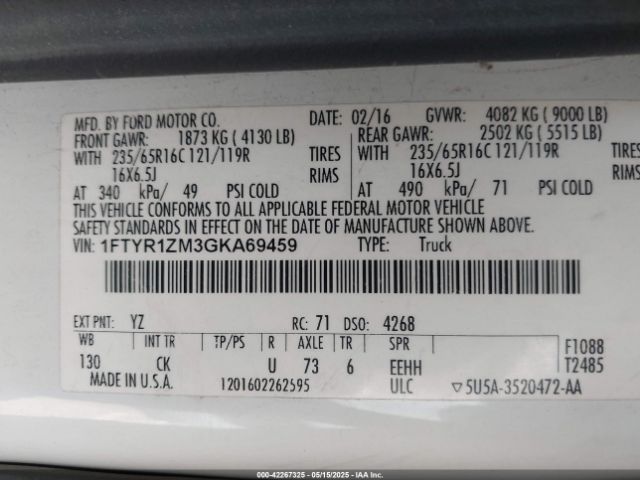 MFD. BY FORD MOTOR CO. DATE: 02/16 GVWR: 4082 KG ( 9000 LB)
FRONT GAWR: 1873 KG ( 4130 LB) REAR GAWR: 2502 KG ( 5515 LB)
WITH 235/65R16C 121/119R TIRES WITH 235/65R16C 121/119R TIRES
16X6.5J RIMS 16X6.5J RIMS
AT 340 kPa/ 49 PSI COLD AT 490 kPa/ 71 PSI COLD
THIS VEHICLE CONFORMS TO ALL APPLICABLE FEDERAL MOTOR VEHICLE
SAFETY STANDARDS IN EFFECT ON THE DATE OF MANUFACTURE SHOWN ABOVE.
VIN: 1FTYR1ZM3GKA69459 TYPE: Truck
EXT PNT: YZ RC: 71 DSO: 4268
WB INT TR TP/PS R AXLE TR SPR F1088
130 CK U 73 6 EEHH T2485
MADE IN U.S.A. 1201602262595 ULC ▽5U5A-3520472-AA
000-42267325 - 05/15/2025 - IAAI.COM - COPART